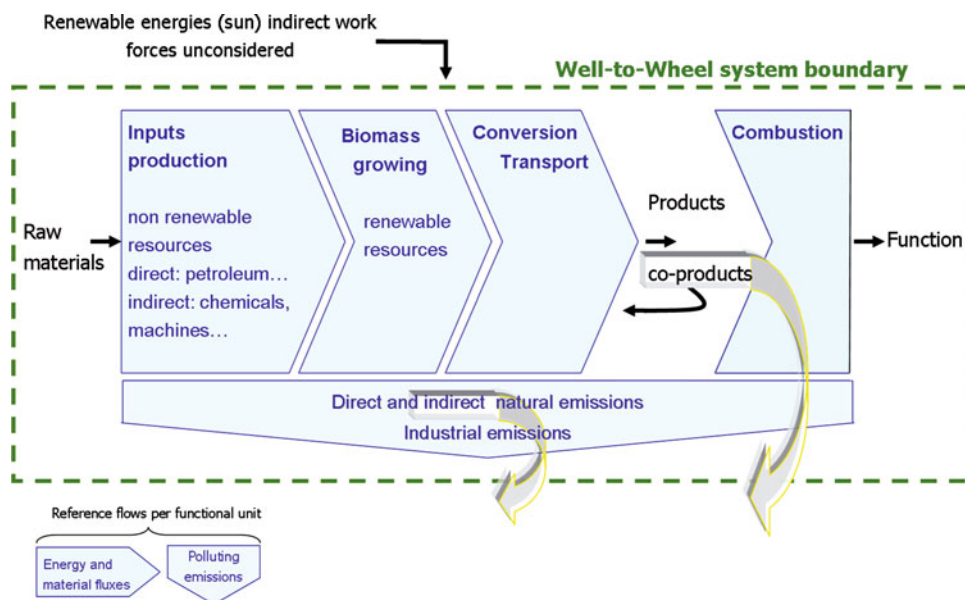 Renewable energies (sun) indirect work
forces unconsidered
Well-to-Wheel system boundary
Inputs
production
non renewable
resources
direct: petroleum...
indirect: chemicals,
machines...
Biomass
growing
renewable
resources
Conversion
Transport
Combustion
Raw
materials
Products
co-products
Function
Direct and indirect natural emissions
Industrial emissions
Reference flows per functional unit
Energy and
material fluxes
Polluting
emissions